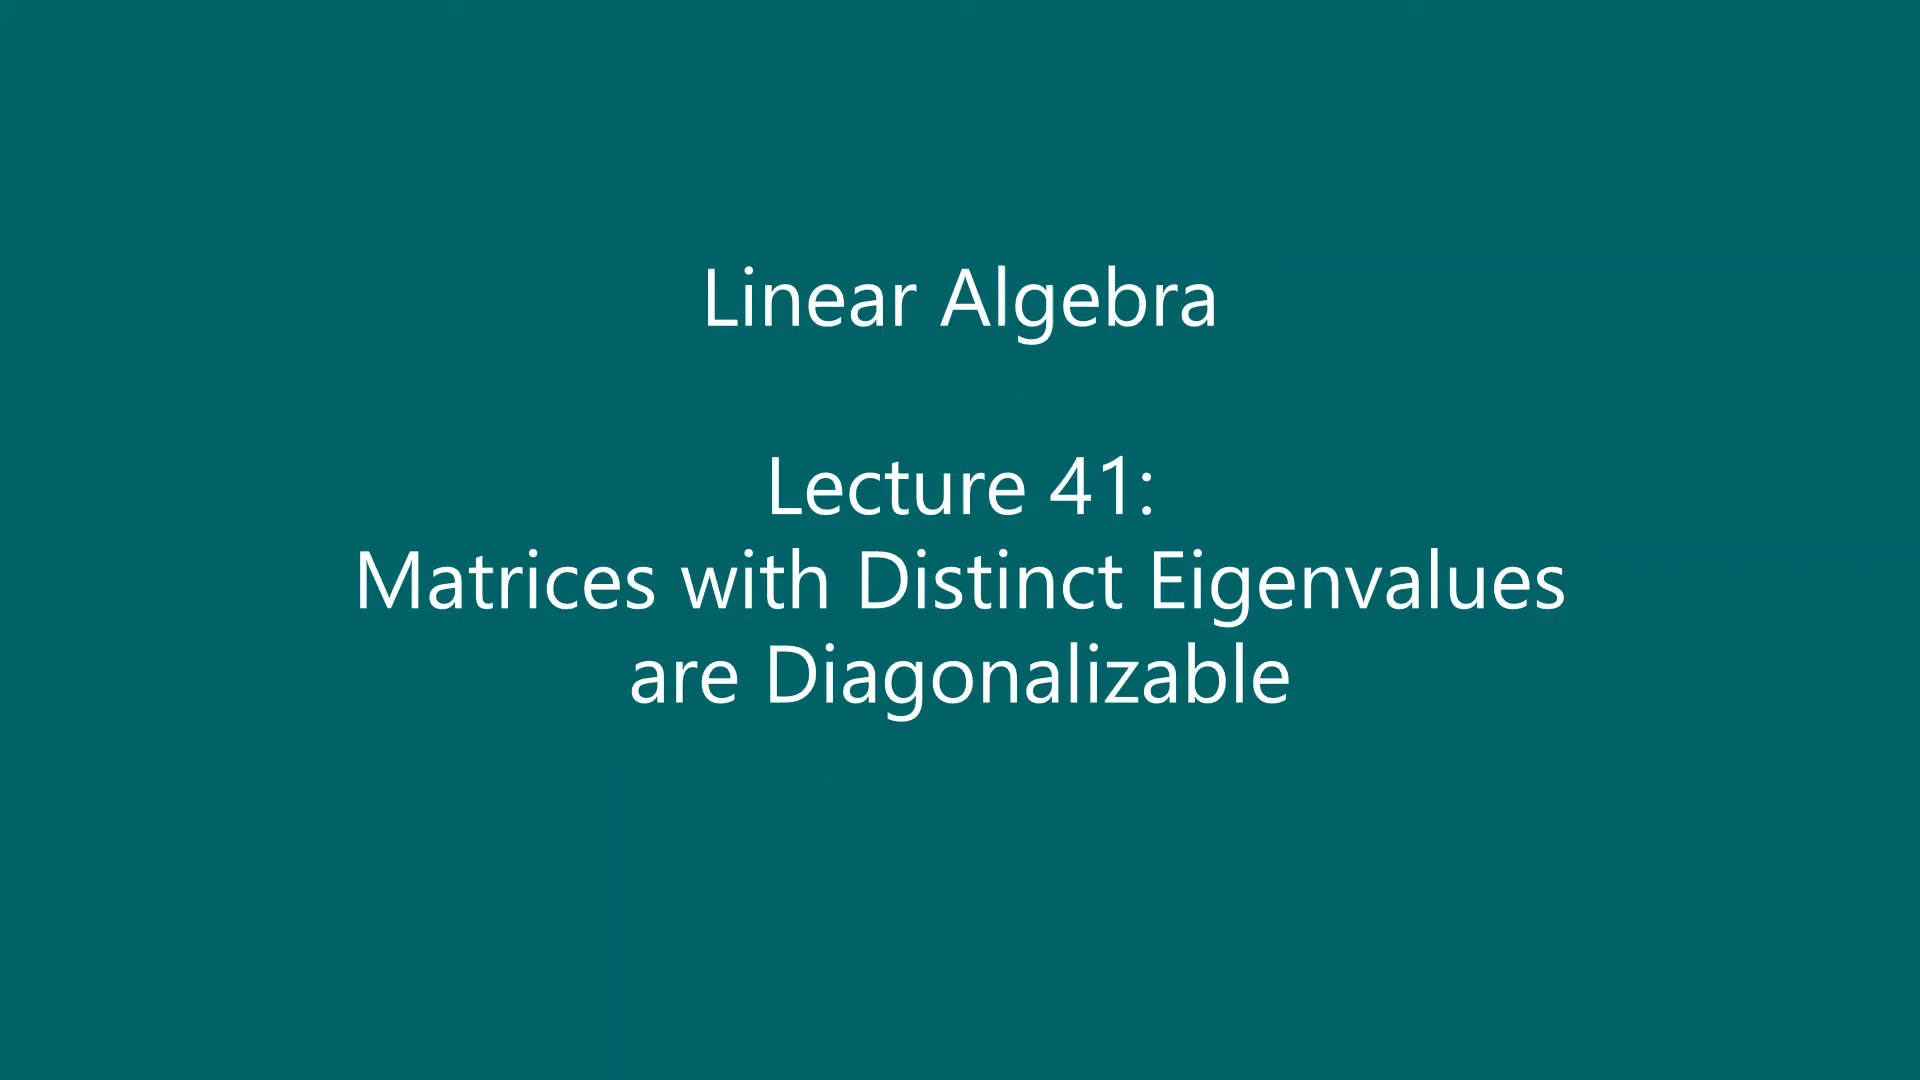 Linear Algebra
Lecture 41:
Matrices with Distinct Eigenvalues
are Diagonalizable